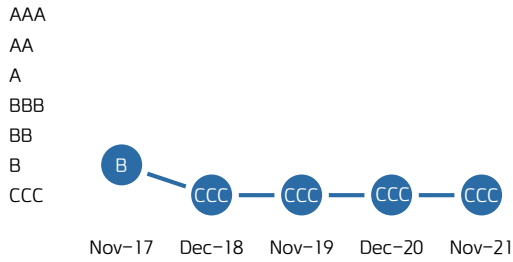 AAA
AA
A
BBB
BB
B
CCC
B
CCC
CCC
CCC
CCC
Nov-17 Dec-18 Nov-19 Dec-20 Nov-21